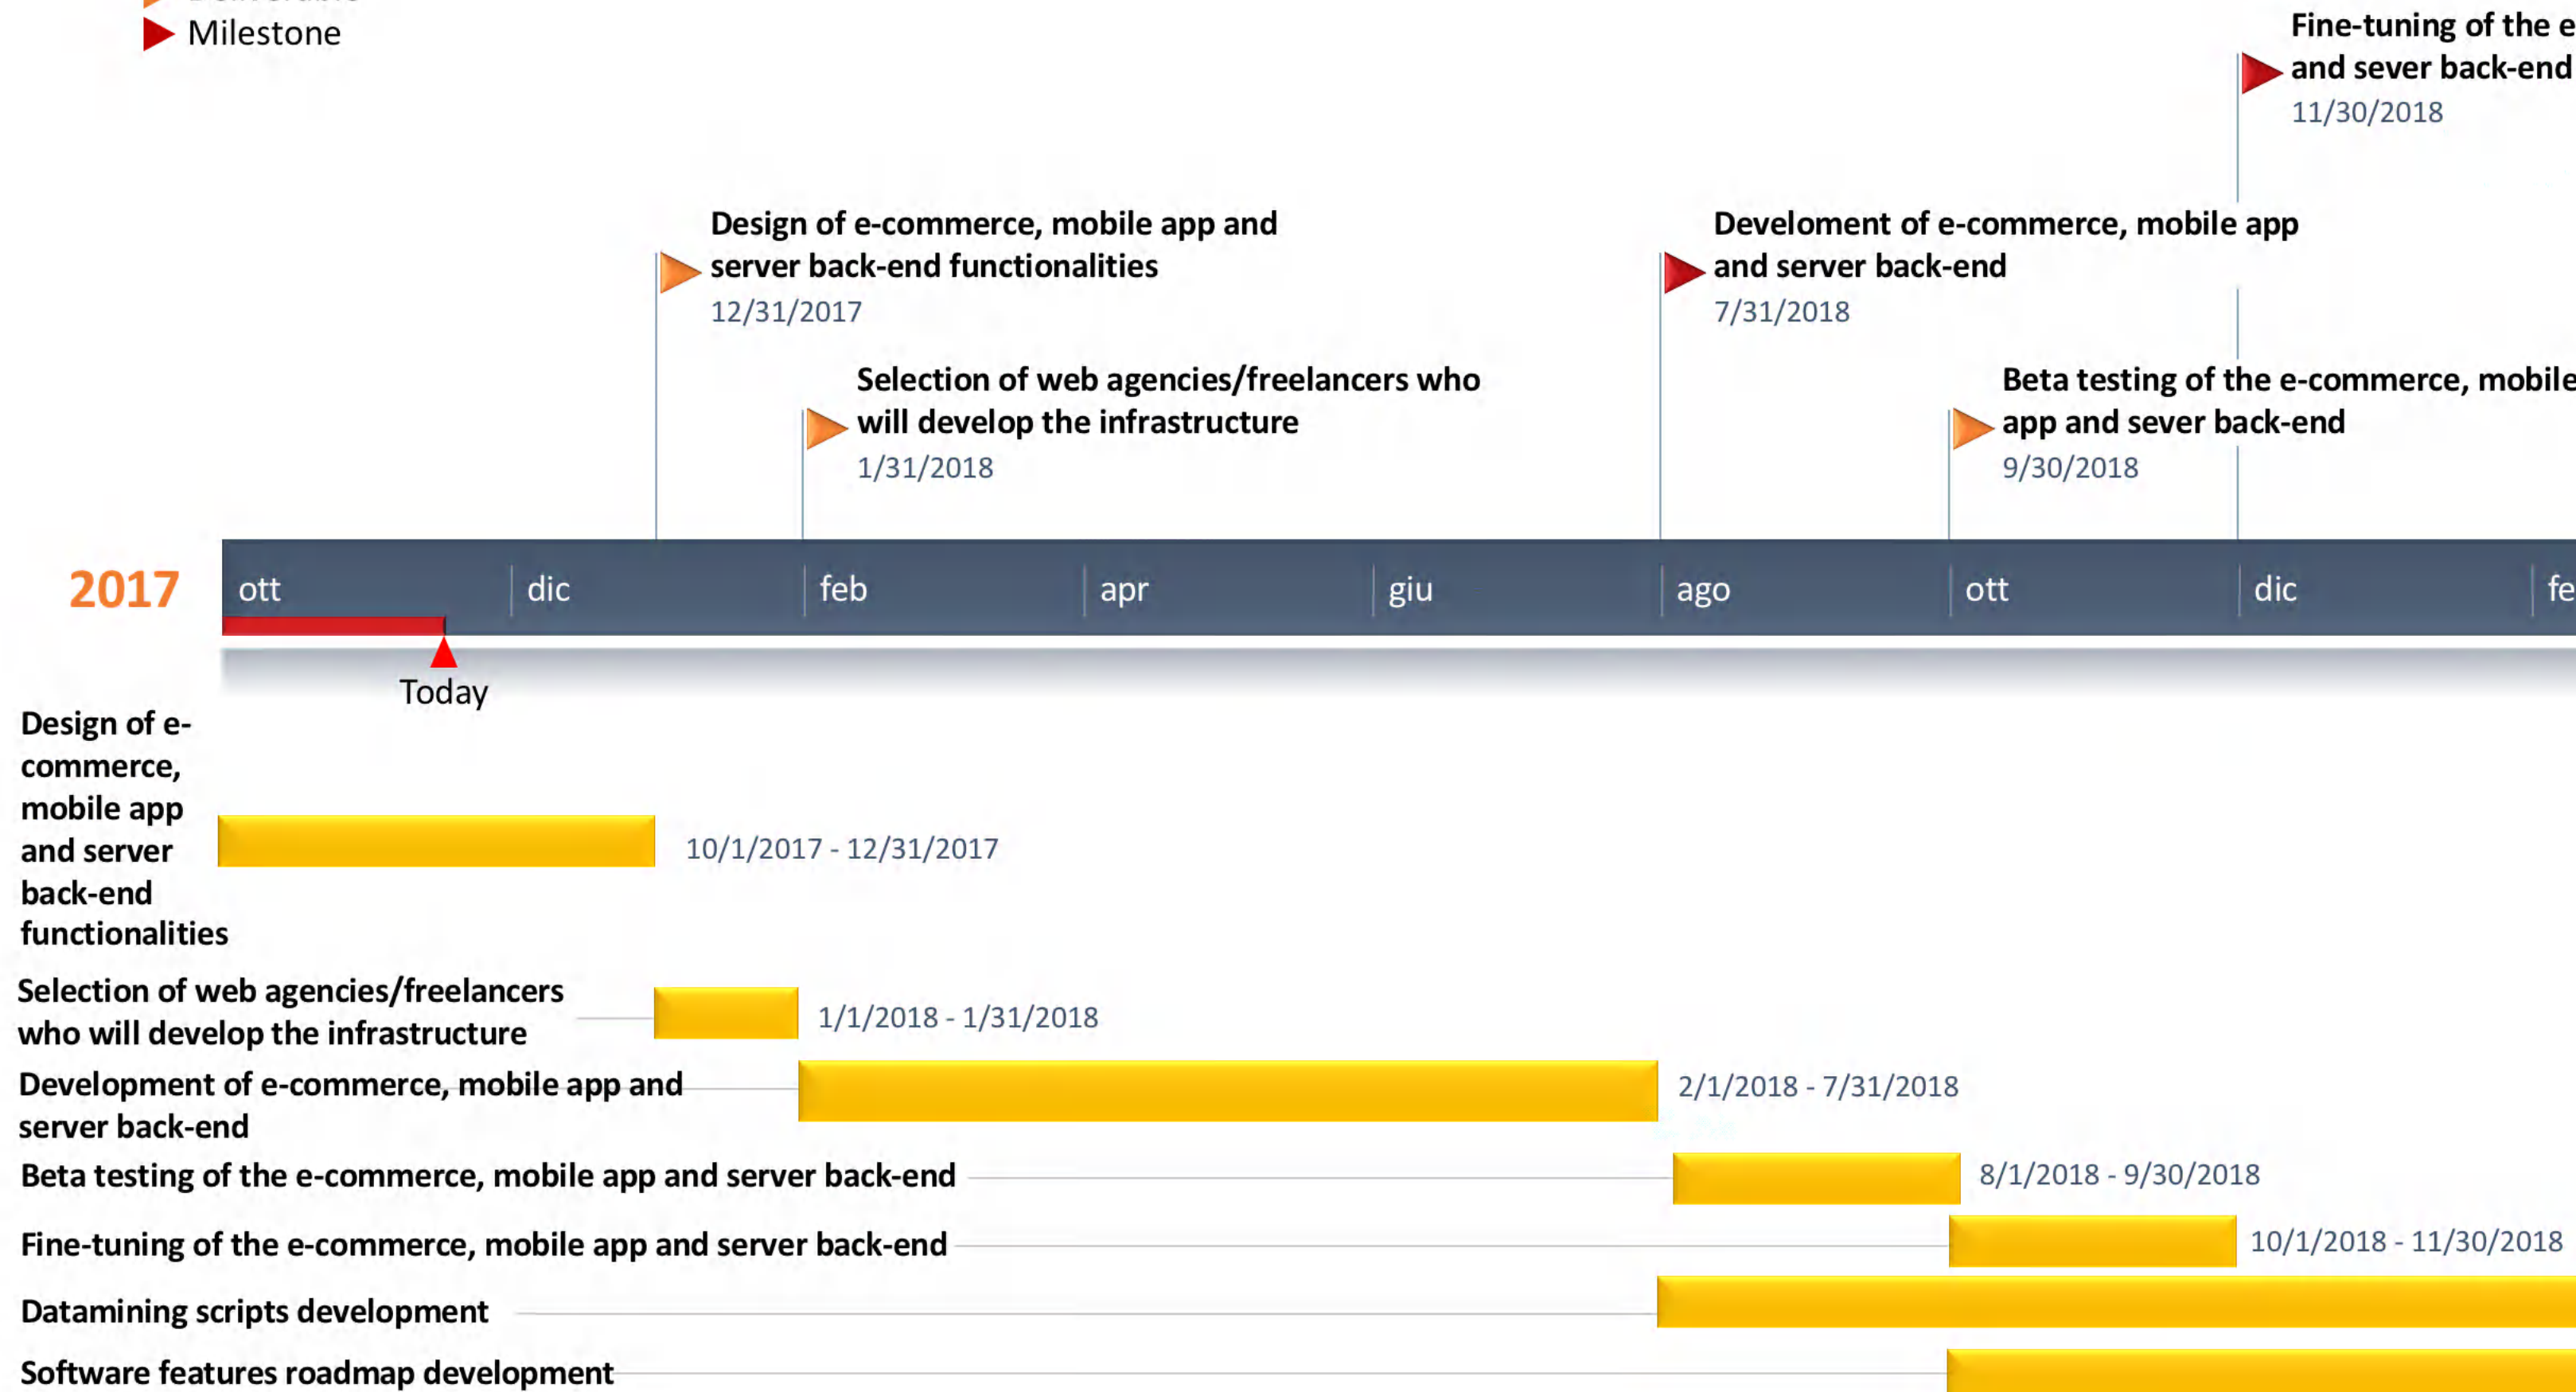 Milestone
Fine-tuning of the e
and sever back-end
11/30/2018
Design of e-commerce, mobile app and
server back-end functionalities
12/31/2017
Develoment of e-commerce, mobile app
and server back-end
7/31/2018
Selection of web agencies/freelancers who
will develop the infrastructure
1/31/2018
Beta testing of the e-commerce, mobile
app and sever back-end
9/30/2018
2017
ott dic feb apr giu ago ott dic fe
Today
Design of e-
commerce,
mobile app
and server
back-end
functionalities
10/1/2017 - 12/31/2017
Selection of web agencies/freelancers
who will develop the infrastructure
1/1/2018 - 1/31/2018
Development of e-commerce, mobile app and
server back-end
2/1/2018 - 7/31/2018
Beta testing of the e-commerce, mobile app and server back-end
8/1/2018 - 9/30/2018
Fine-tuning of the e-commerce, mobile app and server back-end
10/1/2018 - 11/30/2018
Datamining scripts development
Software features roadmap development